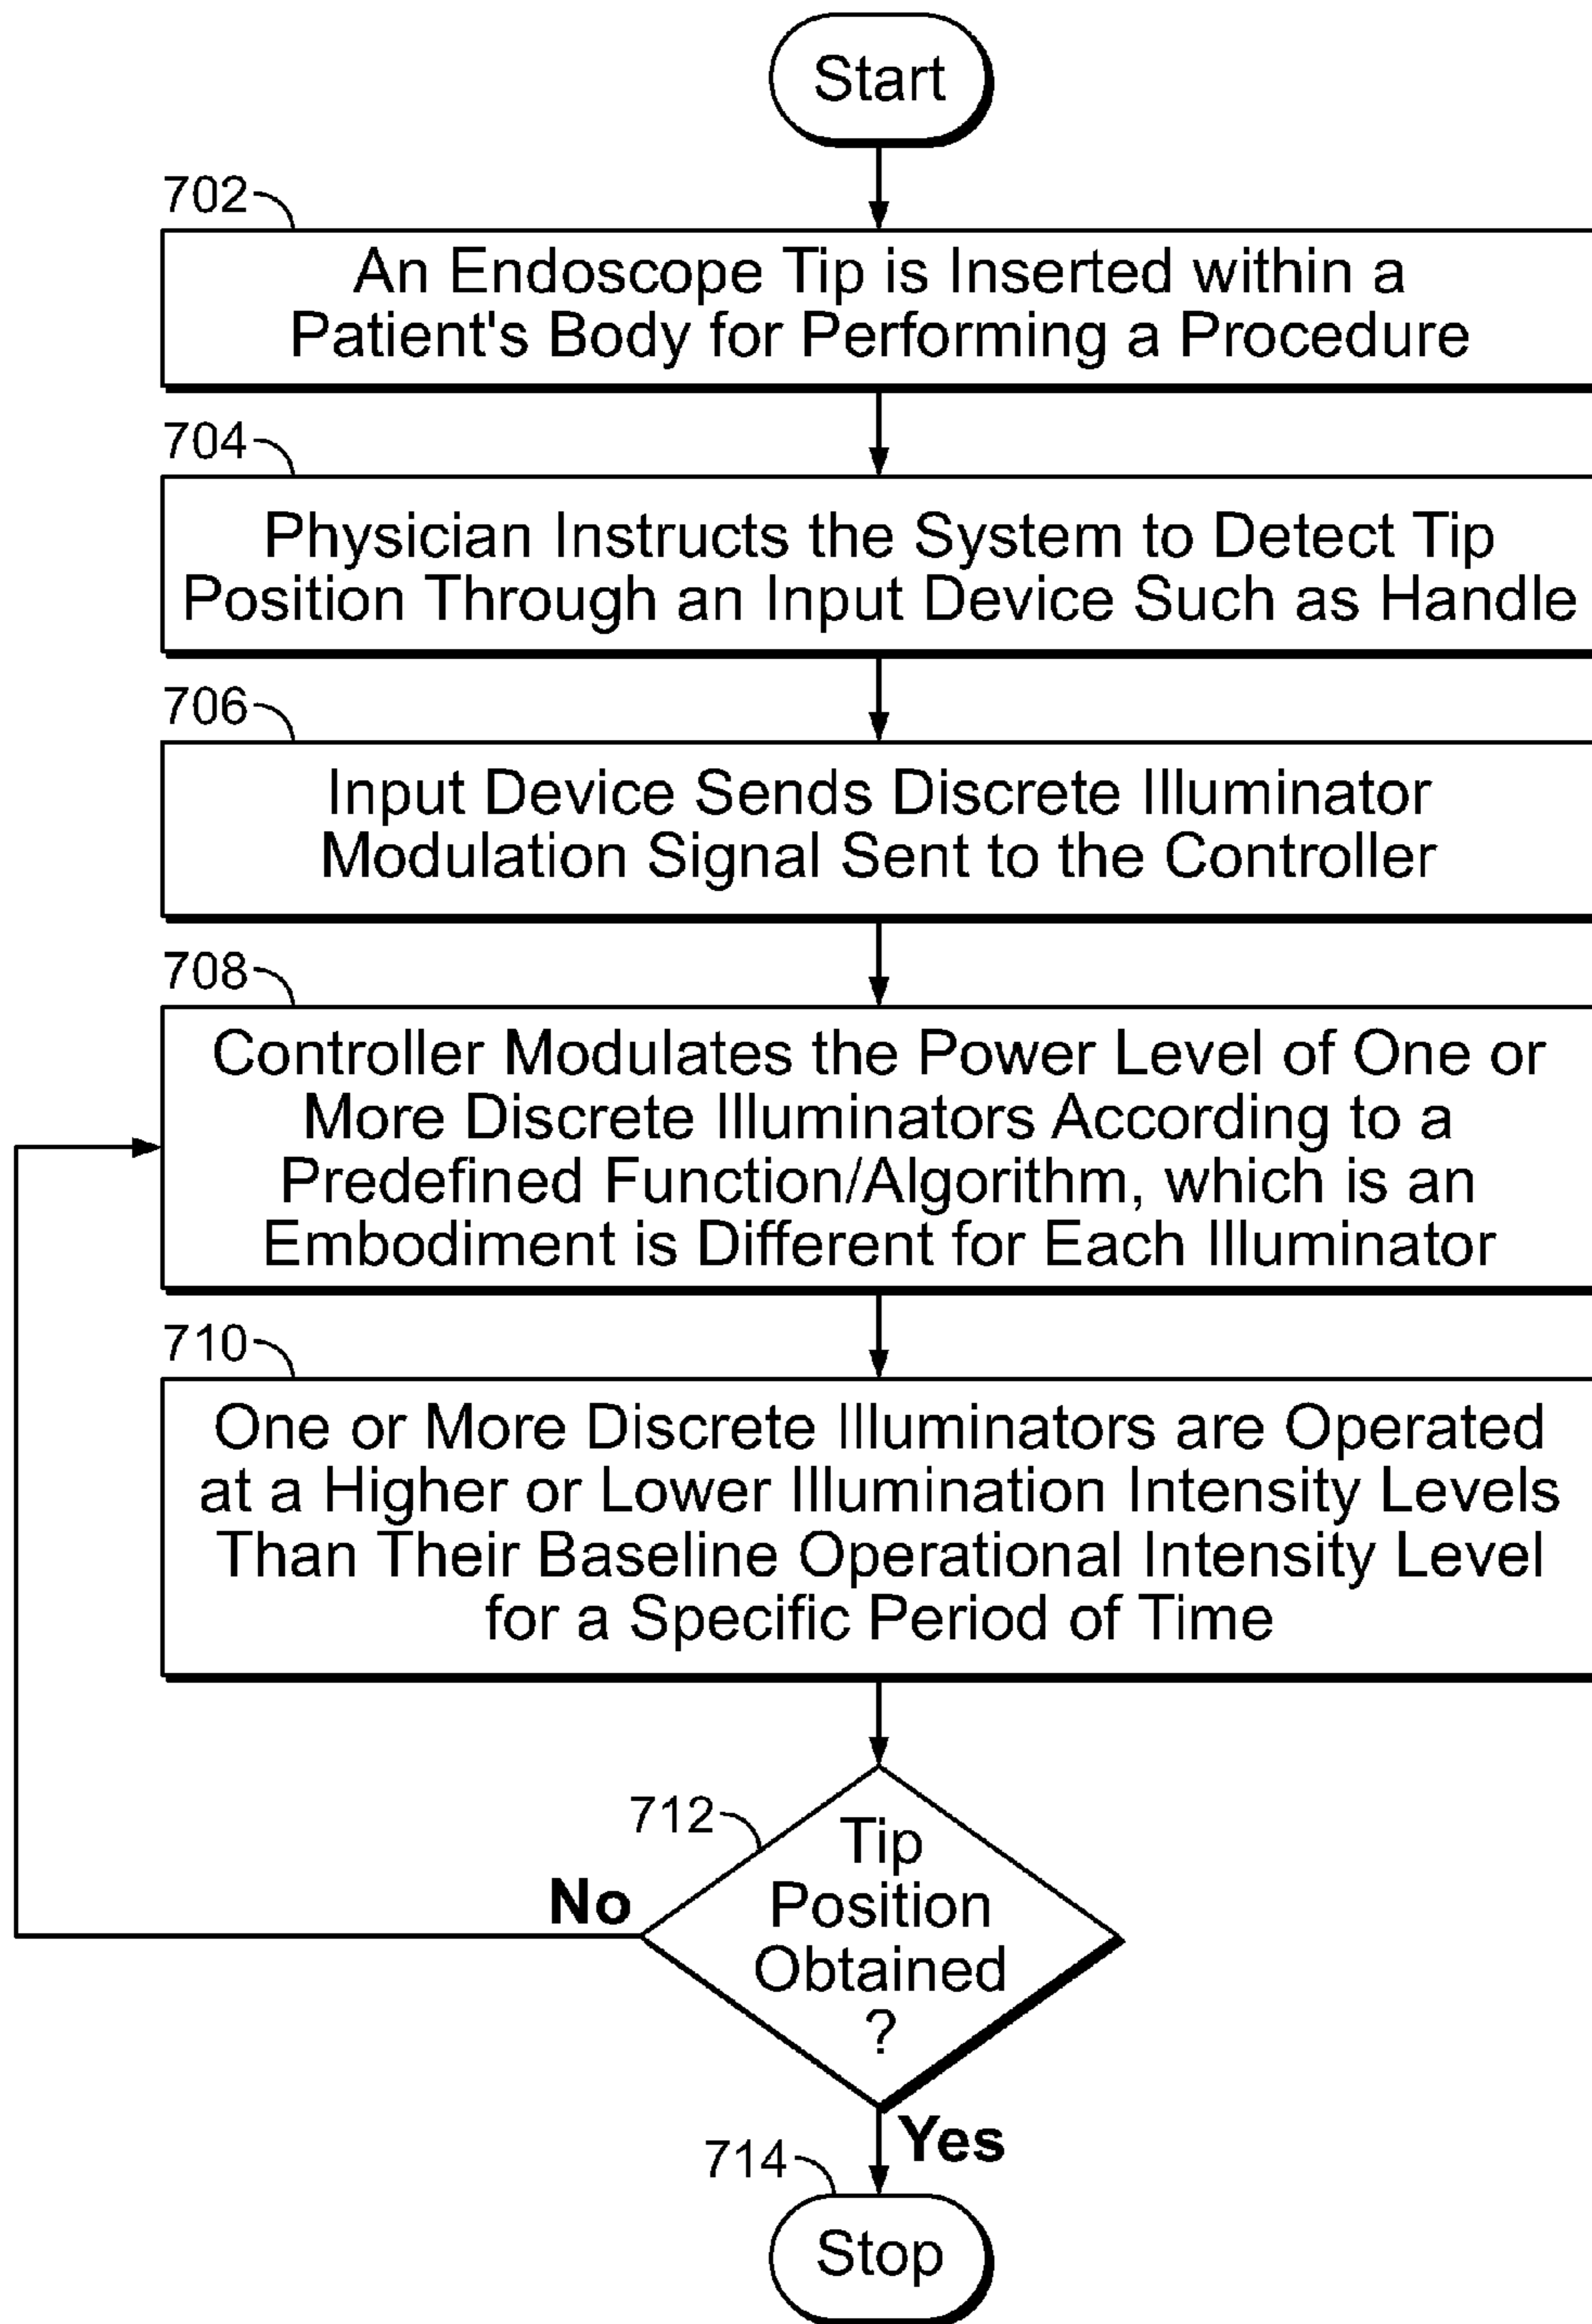 Start
702
An Endoscope Tip is Inserted within a
Patient's Body for Performing a Procedure
704
Physician Instructs the System to Detect Tip
Position Through an Input Device Such as Handle
706
Input Device Sends Discrete Illuminator
Modulation Signal Sent to the Controller
708
Controller Modulates the Power Level of One or
More Discrete Illuminators According to a
Predefined Function/Algorithm, which is an
Embodiment is Different for Each Illuminator
710
One or More Discrete Illuminators are Operated
at a Higher or Lower Illumination Intensity Levels
Than Their Baseline Operational Intensity Level
for a Specific Period of Time
712
Tip
Position
Obtained
?
No
Yes
714
Stop